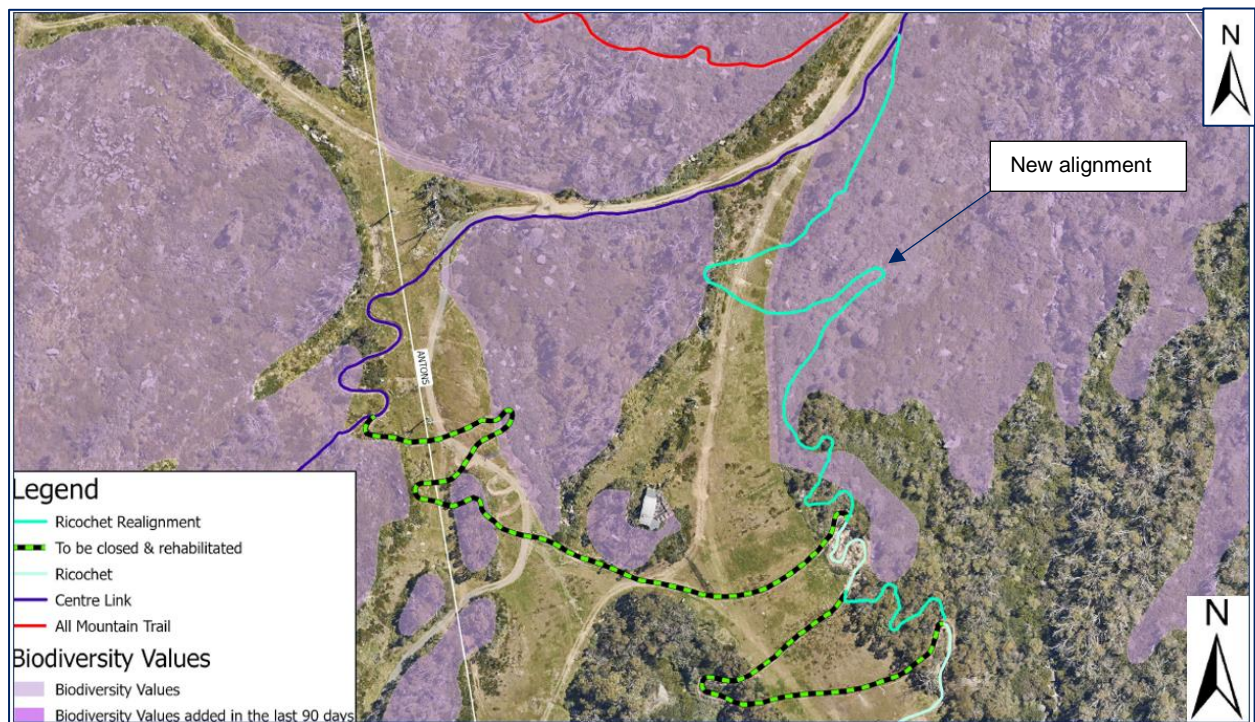 N
New alignment
ANTONS
Legend
Ricochet Realignment
To be closed & rehabilitated
Ricochet
Centre Link
All Mountain Trail
Biodiversity Values
Biodiversity Values
Biodiversity Values added in the last 90 days
N